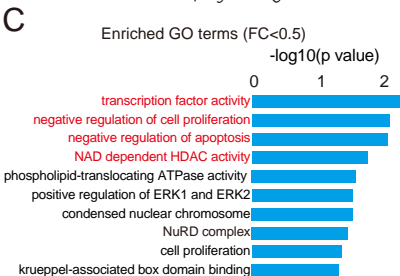 C
Enriched GO terms (FC<0.5)
-log10(p value)
0 1 2
transcription factor activity
negative regulation of cell proliferation
negative regulation of apoptosis
NAD dependent HDAC activity
phospholipid-translocating ATPase activity
positive regulation of ERK1 and ERK2
condensed nuclear chromosome
NuRD complex
cell proliferation
krueppel-associated box domain binding